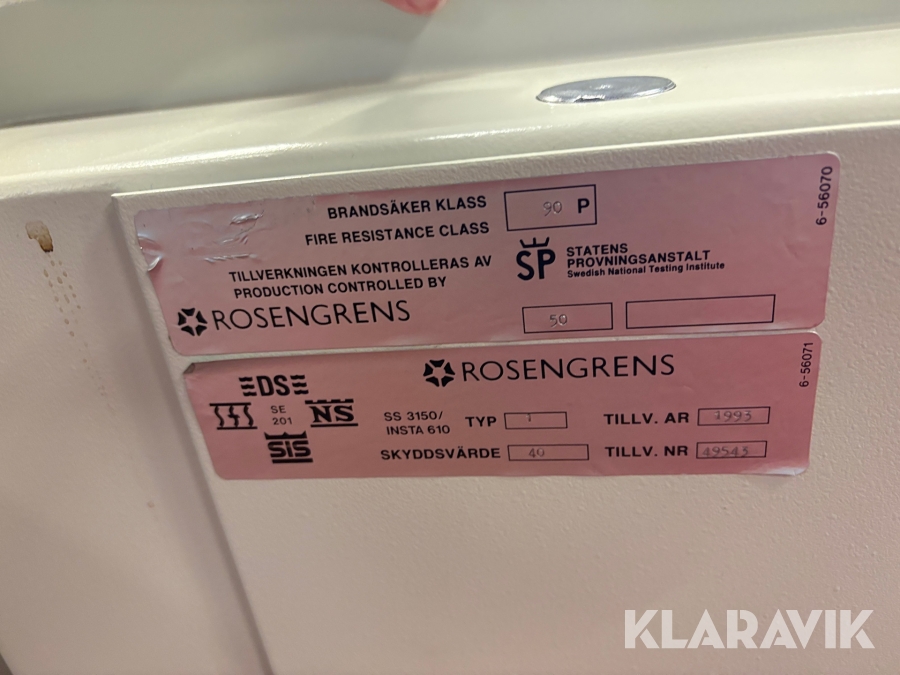 BRANDSÄKER KLASS 90 P
FIRE RESISTANCE CLASS
6-56070
TILLVERKNINGEN KONTROLLERAS AV
PRODUCTION CONTROLLED BY
SP STATENS
PROVNINGSANSTALT
Swedish National Testing Institute
ROSENGRENS 50
ROSENGRENS
6-56071
DS
SE
201
NS
SIS
SS 3150/
INSTA 610
TYP 1 TILLV. AR 1993
SKYDDSVÄRDE 40 TILLV. NR 49543
KLARAVIK